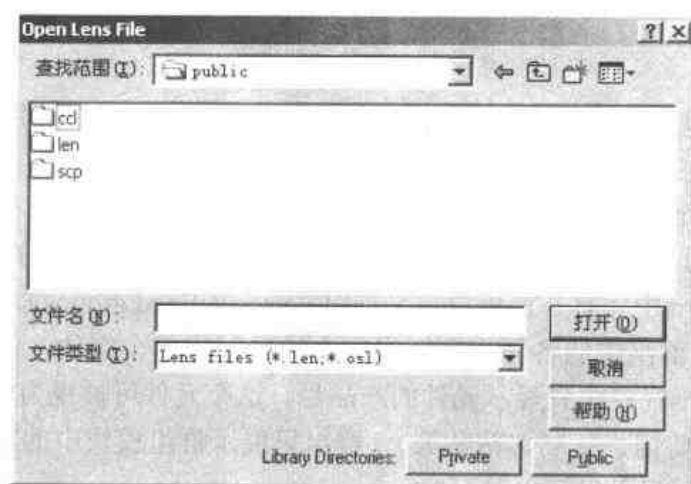 Open Lens File
查找范围(I): public
ccl
len
scp
文件名(N):
打开(O)
文件类型(T): Lens files (*.len;*.osl)
取消
帮助(H)
Library Directories: Private Public